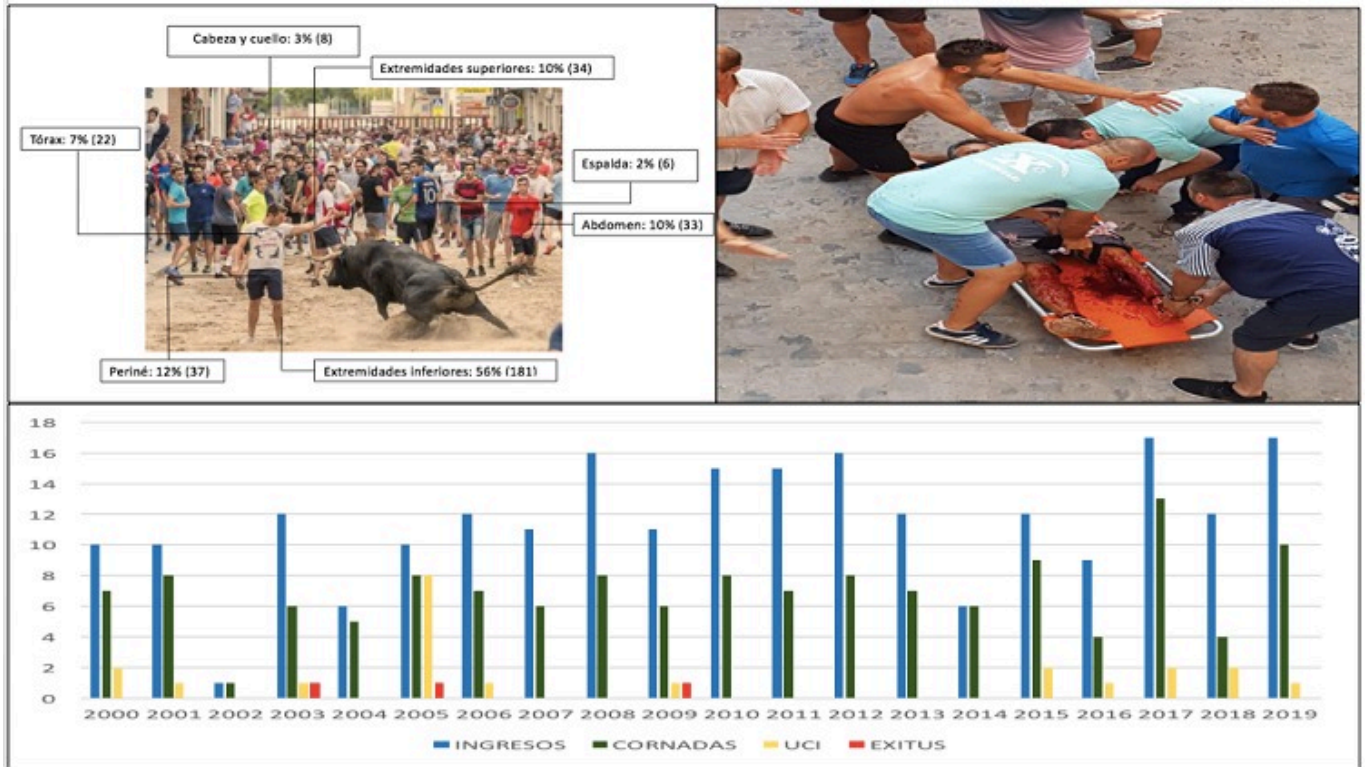 Cabeza y cuello: 3% (8)
Extremidades superiores: 10% (34)
Tórax: 7% (22)
Espalda: 2% (6)
Abdomen: 10% (33)
10
Periné: 12% (37)
Extremidades inferiores: 56% (181)
18
16
14
12
10
8
6
4
2
0
2000 2001 2002 2003 2004 2005 2006 2007 2008 2009 2010 2011 2012 2013 2014 2015 2016 2017 2018 2019
INGRESOS CORNADAS UCI EXITUS